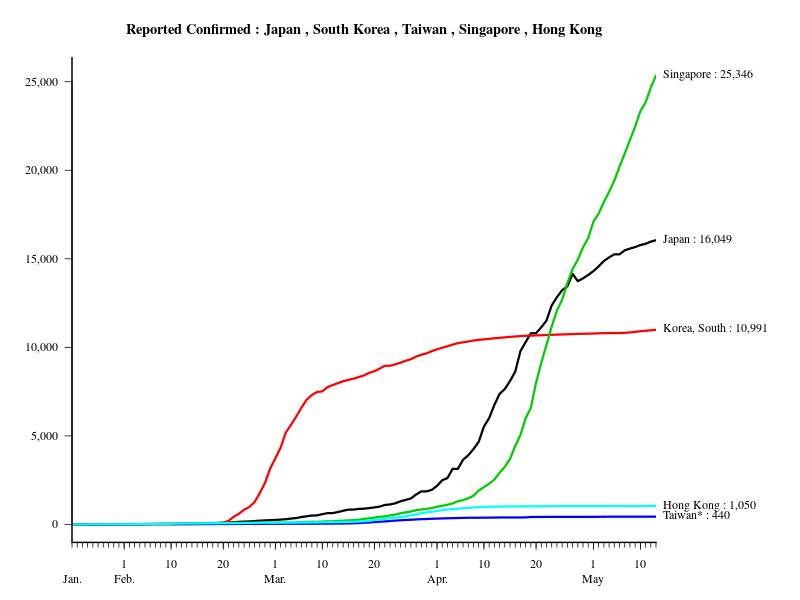 Reported Confirmed : Japan , South Korea , Taiwan , Singapore , Hong Kong
25,000
20,000
15,000
10,000
5,000
0
Singapore : 25,346
Japan : 16,049
Korea, South : 10,991
Hong Kong : 1,050
Taiwan* : 440
1 10 20 1 10 20 1 10 20 1 10
Jan. Feb. Mar. Apr. May